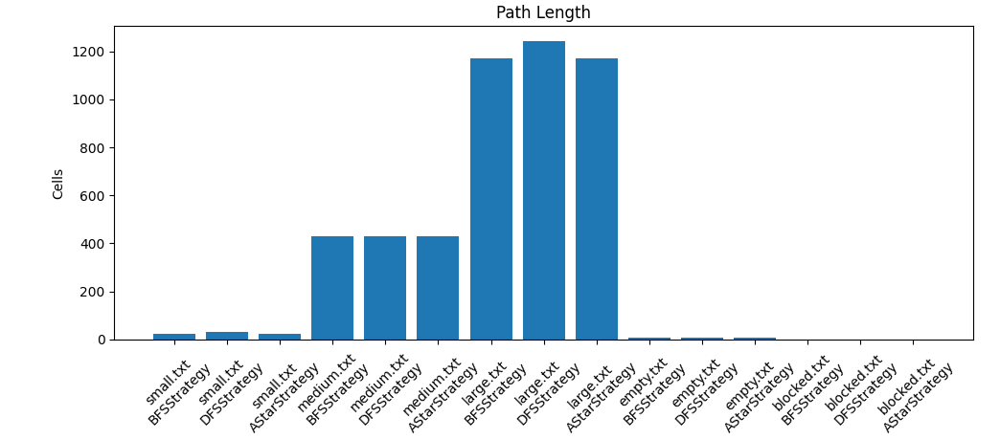 Path Length
Cells
1200
1000
800
600
400
200
0
small.txt
BFSStrategy
small.txt
DFSStrategy
small.txt
AStarStrategy
medium.txt
BFSStrategy
medium.txt
DFSStrategy
medium.txt
AStarStrategy
large.txt
BFSStrategy
large.txt
DFSStrategy
large.txt
AStarStrategy
empty.txt
BFSStrategy
empty.txt
DFSStrategy
empty.txt
AStarStrategy
blocked.txt
BFSStrategy
blocked.txt
DFSStrategy
blocked.txt
AStarStrategy